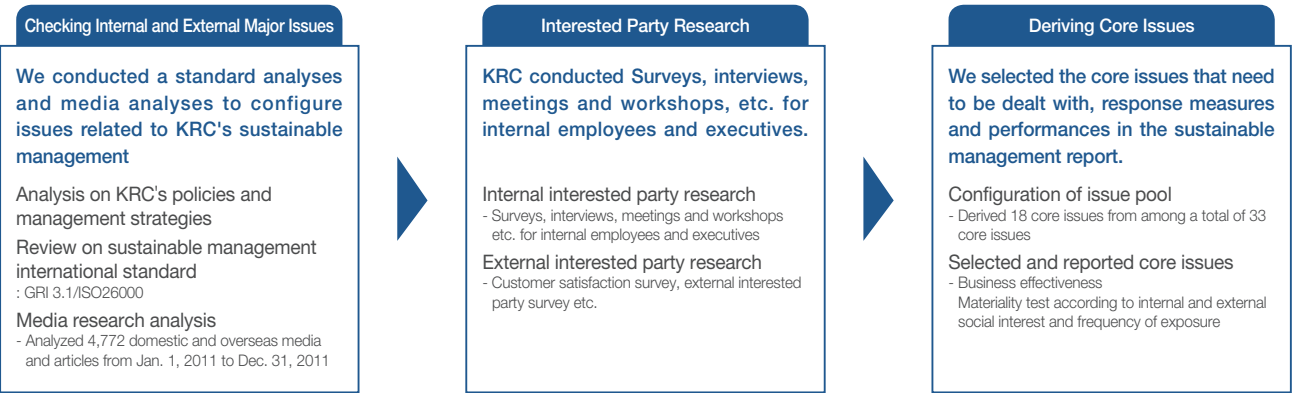 Checking Internal and External Major Issues
We conducted a standard analyses
and media analyses to configure
issues related to KRC's sustainable
management
Analysis on KRC's policies and
management strategies
Review on sustainable management
international standard
: GRI 3.1/ISO26000
Media research analysis
- Analyzed 4,772 domestic and overseas media
and articles from Jan. 1, 2011 to Dec. 31, 2011
Interested Party Research
KRC conducted Surveys, interviews,
meetings and workshops, etc. for
internal employees and executives.
Internal interested party research
- Surveys, interviews, meetings and workshops
etc. for internal employees and executives
External interested party research
- Customer satisfaction survey, external interested
party survey etc.
Deriving Core Issues
We selected the core issues that need
to be dealt with, response measures
and performances in the sustainable
management report.
Configuration of issue pool
- Derived 18 core issues from among a total of 33
core issues
Selected and reported core issues
- Business effectiveness
Materiality test according to internal and external
social interest and frequency of exposure